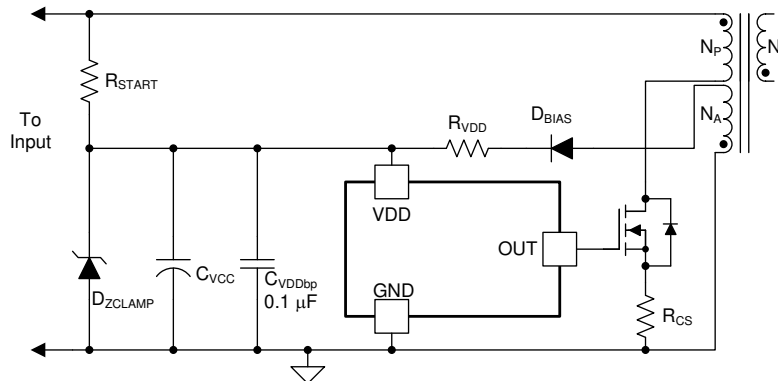 N_P
N
R_START
To
Input
N_A
D_BIAS
R_VDD
VDD
OUT
GND
D_ZCLAMP
C_VCC
C_VDDbp
0.1 μF
R_CS